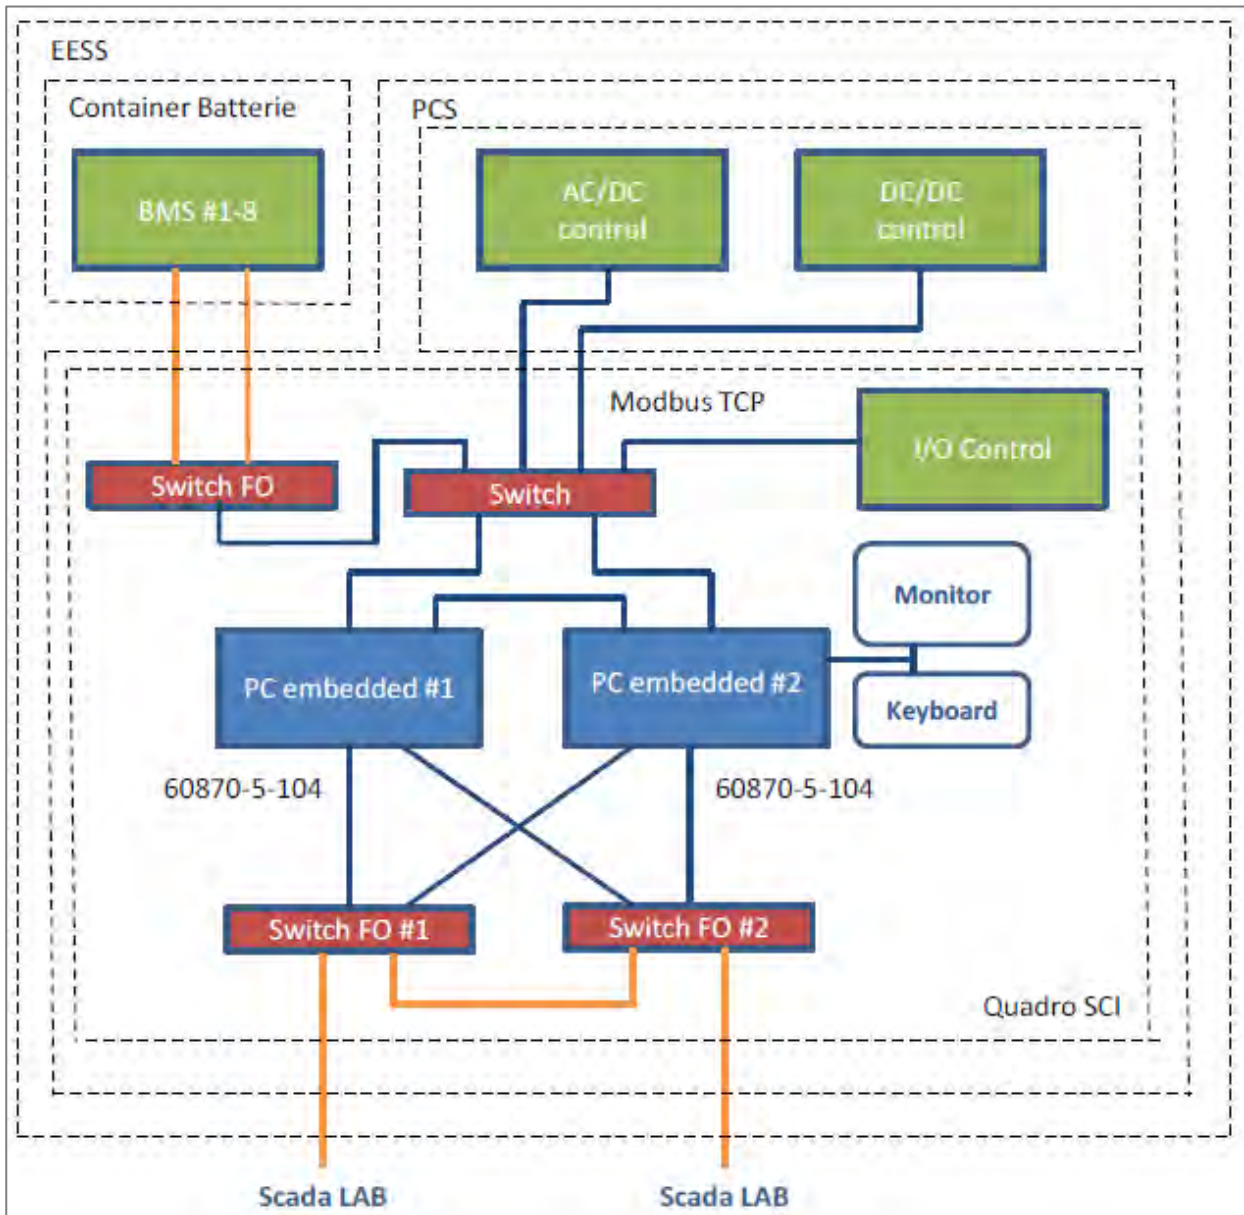 EESS
Container Batterie
PCS
BMS #1-8
AC/DC
control
DC/DC
control
Modbus TCP
I/O Control
Switch FO
Switch
Monitor
PC embedded #1
PC embedded #2
Keyboard
60870-5-104
60870-5-104
Switch FO #1
Switch FO #2
Quadro SCI
Scada LAB
Scada LAB